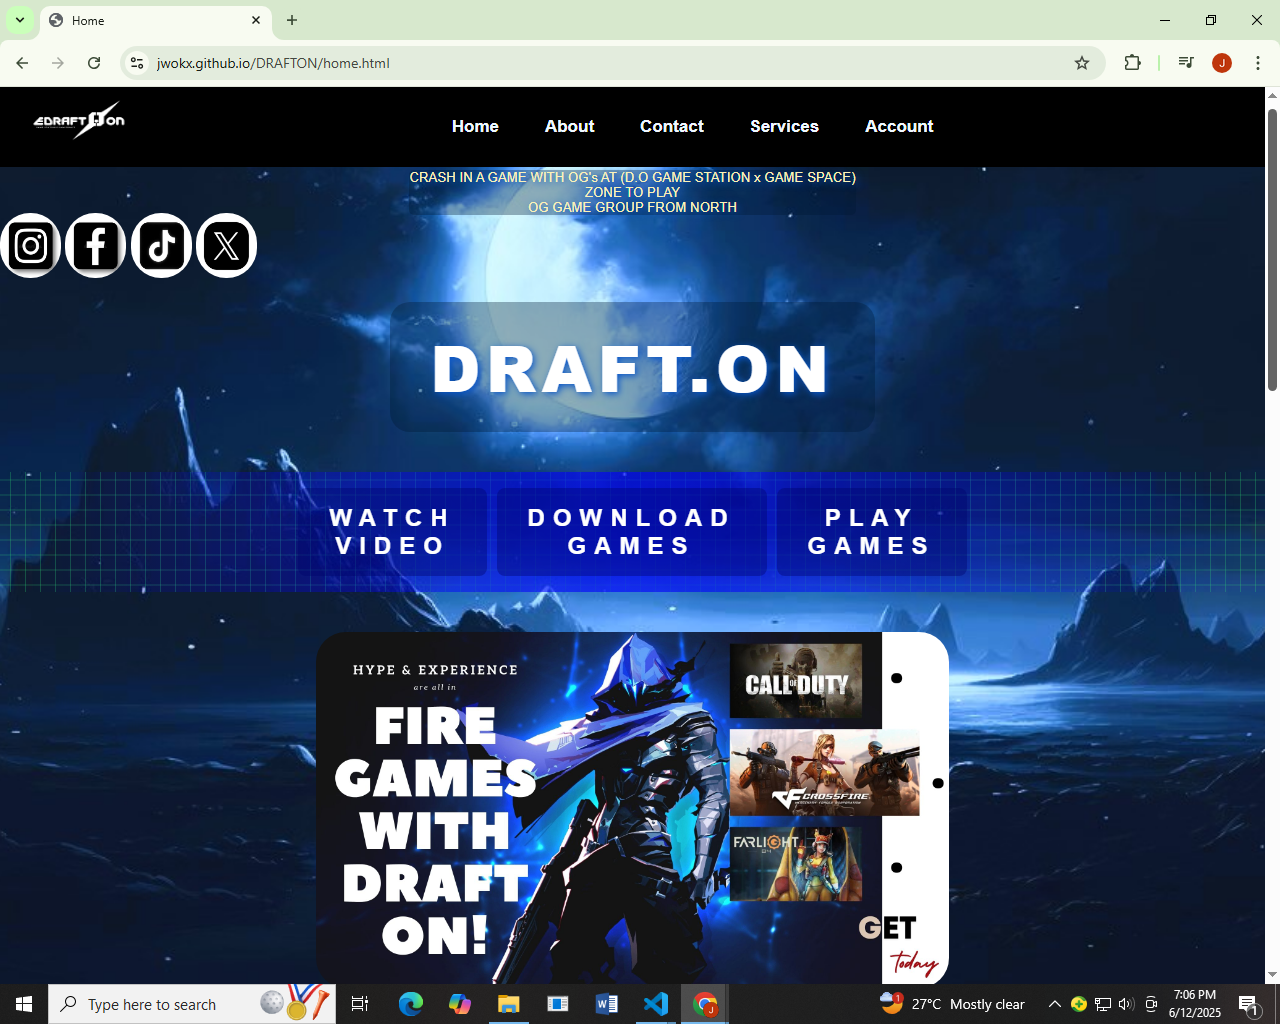 Home
jwokx.github.io/DRAFTON/home.html
J
DRAFT ON
Home About Contact Services Account
CRASH IN A GAME WITH OG's AT (D.O GAME STATION x GAME SPACE)
ZONE TO PLAY
OG GAME GROUP FROM NORTH
DRAFT.ON
WATCH
VIDEO
DOWNLOAD
GAMES
PLAY
GAMES
HYPE & EXPERIENCE
are all in
FIRE
GAMES
WITH
DRAFT
ON!
CALL OF DUTY
CROSSFIRE
FARLIGHT
84
GET
today
Type here to search
1
27°C Mostly clear
7:06 PM
6/12/2025
1